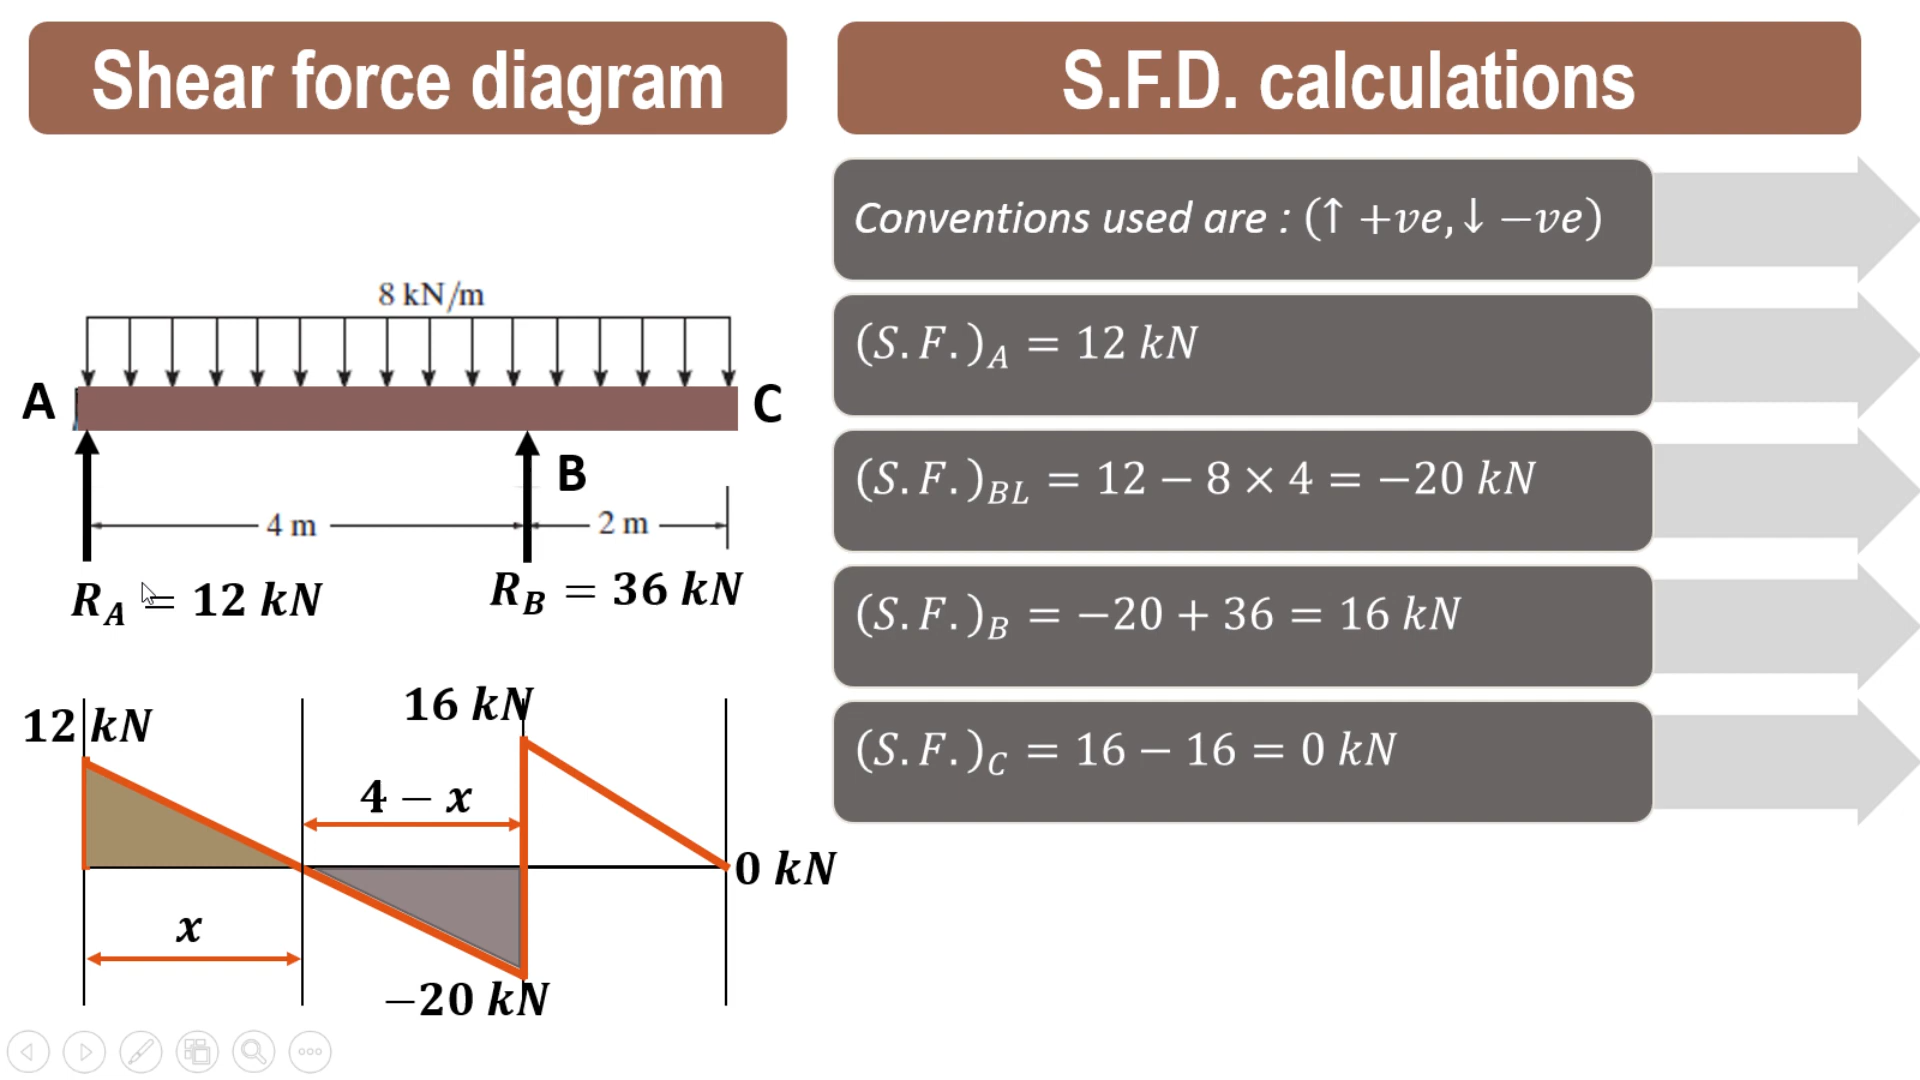 Shear force diagram
S.F.D. calculations
Conventions used are : (↑ +ve,↓ −ve)
(S.F.)_A = 12 kN
(S.F.)_BL = 12 − 8 × 4 = −20 kN
(S.F.)_B = −20 + 36 = 16 kN
(S.F.)_C = 16 − 16 = 0 kN
8 kN/m
A
C
B
4 m
2 m
R_A = 12 kN
R_B = 36 kN
12 kN
16 kN
4 − x
0 kN
x
−20 kN